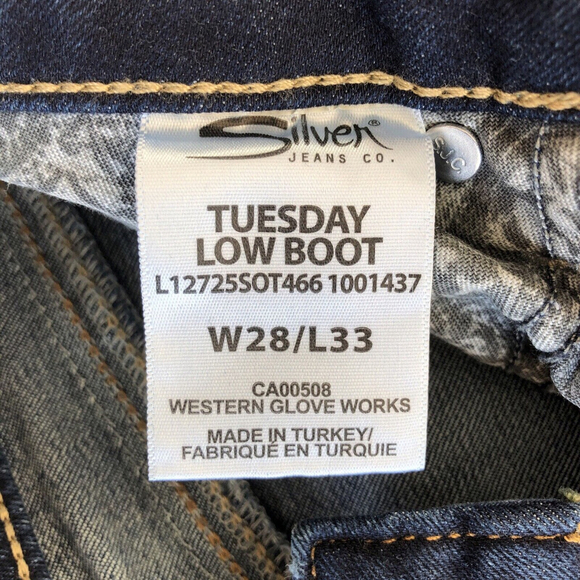 Silver®
JEANS CO.
S.J.C.
TUESDAY
LOW BOOT
L12725SOT466 1001437
W28/L33
CA00508
WESTERN GLOVE WORKS
MADE IN TURKEY/
FABRIQUÉ EN TURQUIE